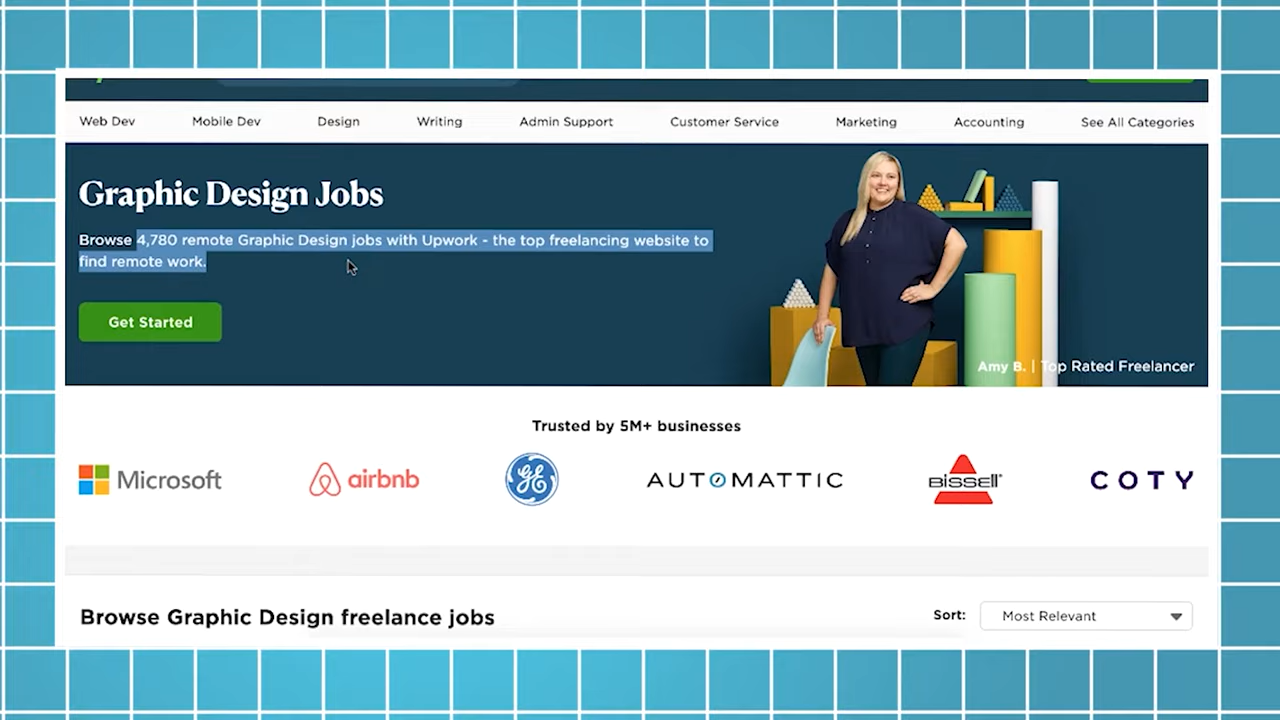 Web Dev
Mobile Dev
Design
Writing
Admin Support
Customer Service
Marketing
Accounting
See All Categories
Graphic Design Jobs
Browse 4,780 remote Graphic Design jobs with Upwork - the top freelancing website to
find remote work.
Get Started
Amy B. | Top Rated Freelancer
Trusted by 5M+ businesses
Microsoft
airbnb
GE
AUTOMATTIC
BISSELL®
COTY
Browse Graphic Design freelance jobs
Sort:
Most Relevant